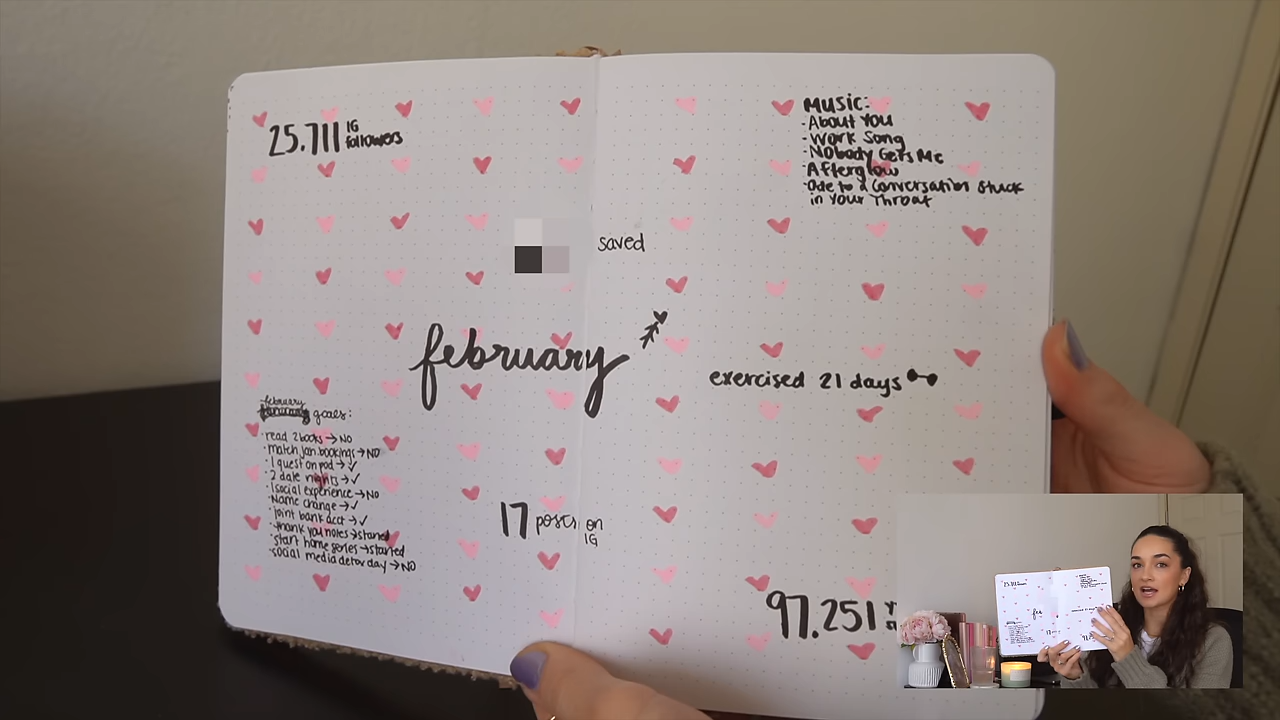 25.711 IG followers
saved
february
february goals:
· read 2 books → NO
· match jan. bookings → NO
· 1 guest on pod → ✓
· 2 date nights → ✓
· 1 social experience → NO
· Name change → ✓
· joint bank acct → ✓
· thank you notes → started
· start home series → started
· social media detox day → NO
17 posts on IG
Music:
· About You
· Work Song
· Nobody Gets Me
· Afterglow
· Ode to a Conversation Stuck
in Your Throat
exercised 21 days
97.251